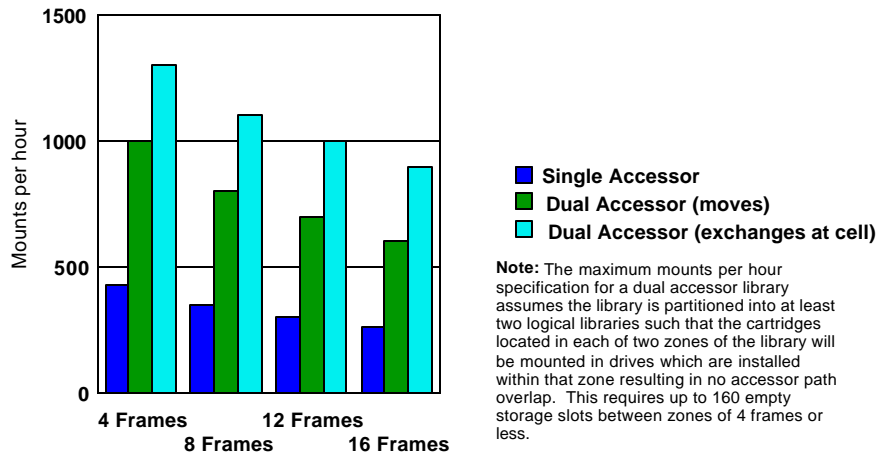 1500
1000
500
0
Mounts per hour
4 Frames
8 Frames
12 Frames
16 Frames
Single Accessor
Dual Accessor (moves)
Dual Accessor (exchanges at cell)
Note: The maximum mounts per hour
specification for a dual accessor library
assumes the library is partitioned into at least
two logical libraries such that the cartridges
located in each of two zones of the library will
be mounted in drives which are installed
within that zone resulting in no accessor path
overlap.  This requires up to 160 empty
storage slots between zones of 4 frames or
less.